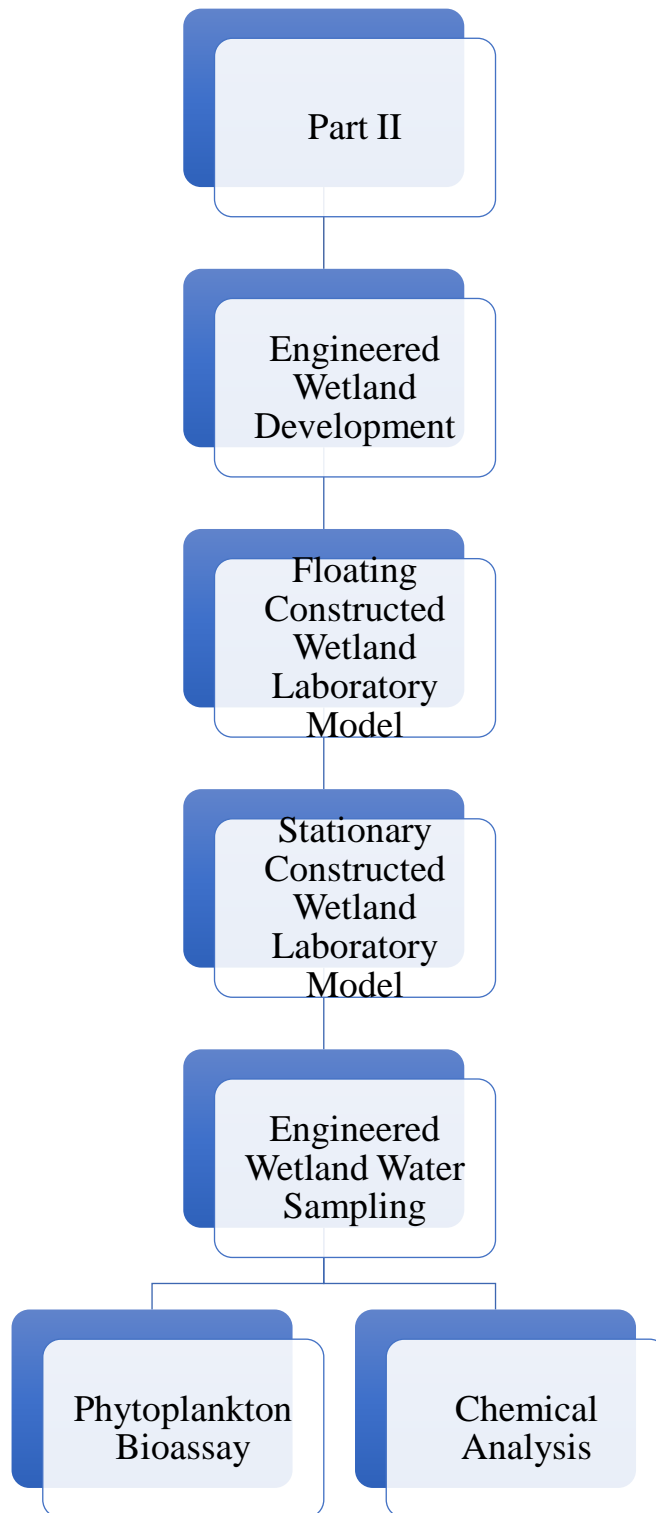 Part II
Engineered
Wetland
Development
Floating
Constructed
Wetland
Laboratory
Model
Stationary
Constructed
Wetland
Laboratory
Model
Engineered
Wetland Water
Sampling
Phytoplankton
Bioassay
Chemical
Analysis